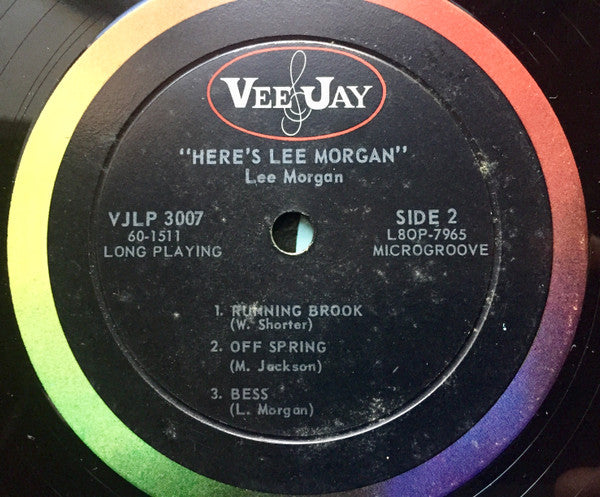 VEE JAY
"HERE'S LEE MORGAN"
Lee Morgan
VJLP 3007
60-1511
LONG PLAYING
SIDE 2
L8OP-7965
MICROGROOVE
1. RUNNING BROOK
(W. Shorter)
2. OFF SPRING
(M. Jackson)
3. BESS
(L. Morgan)